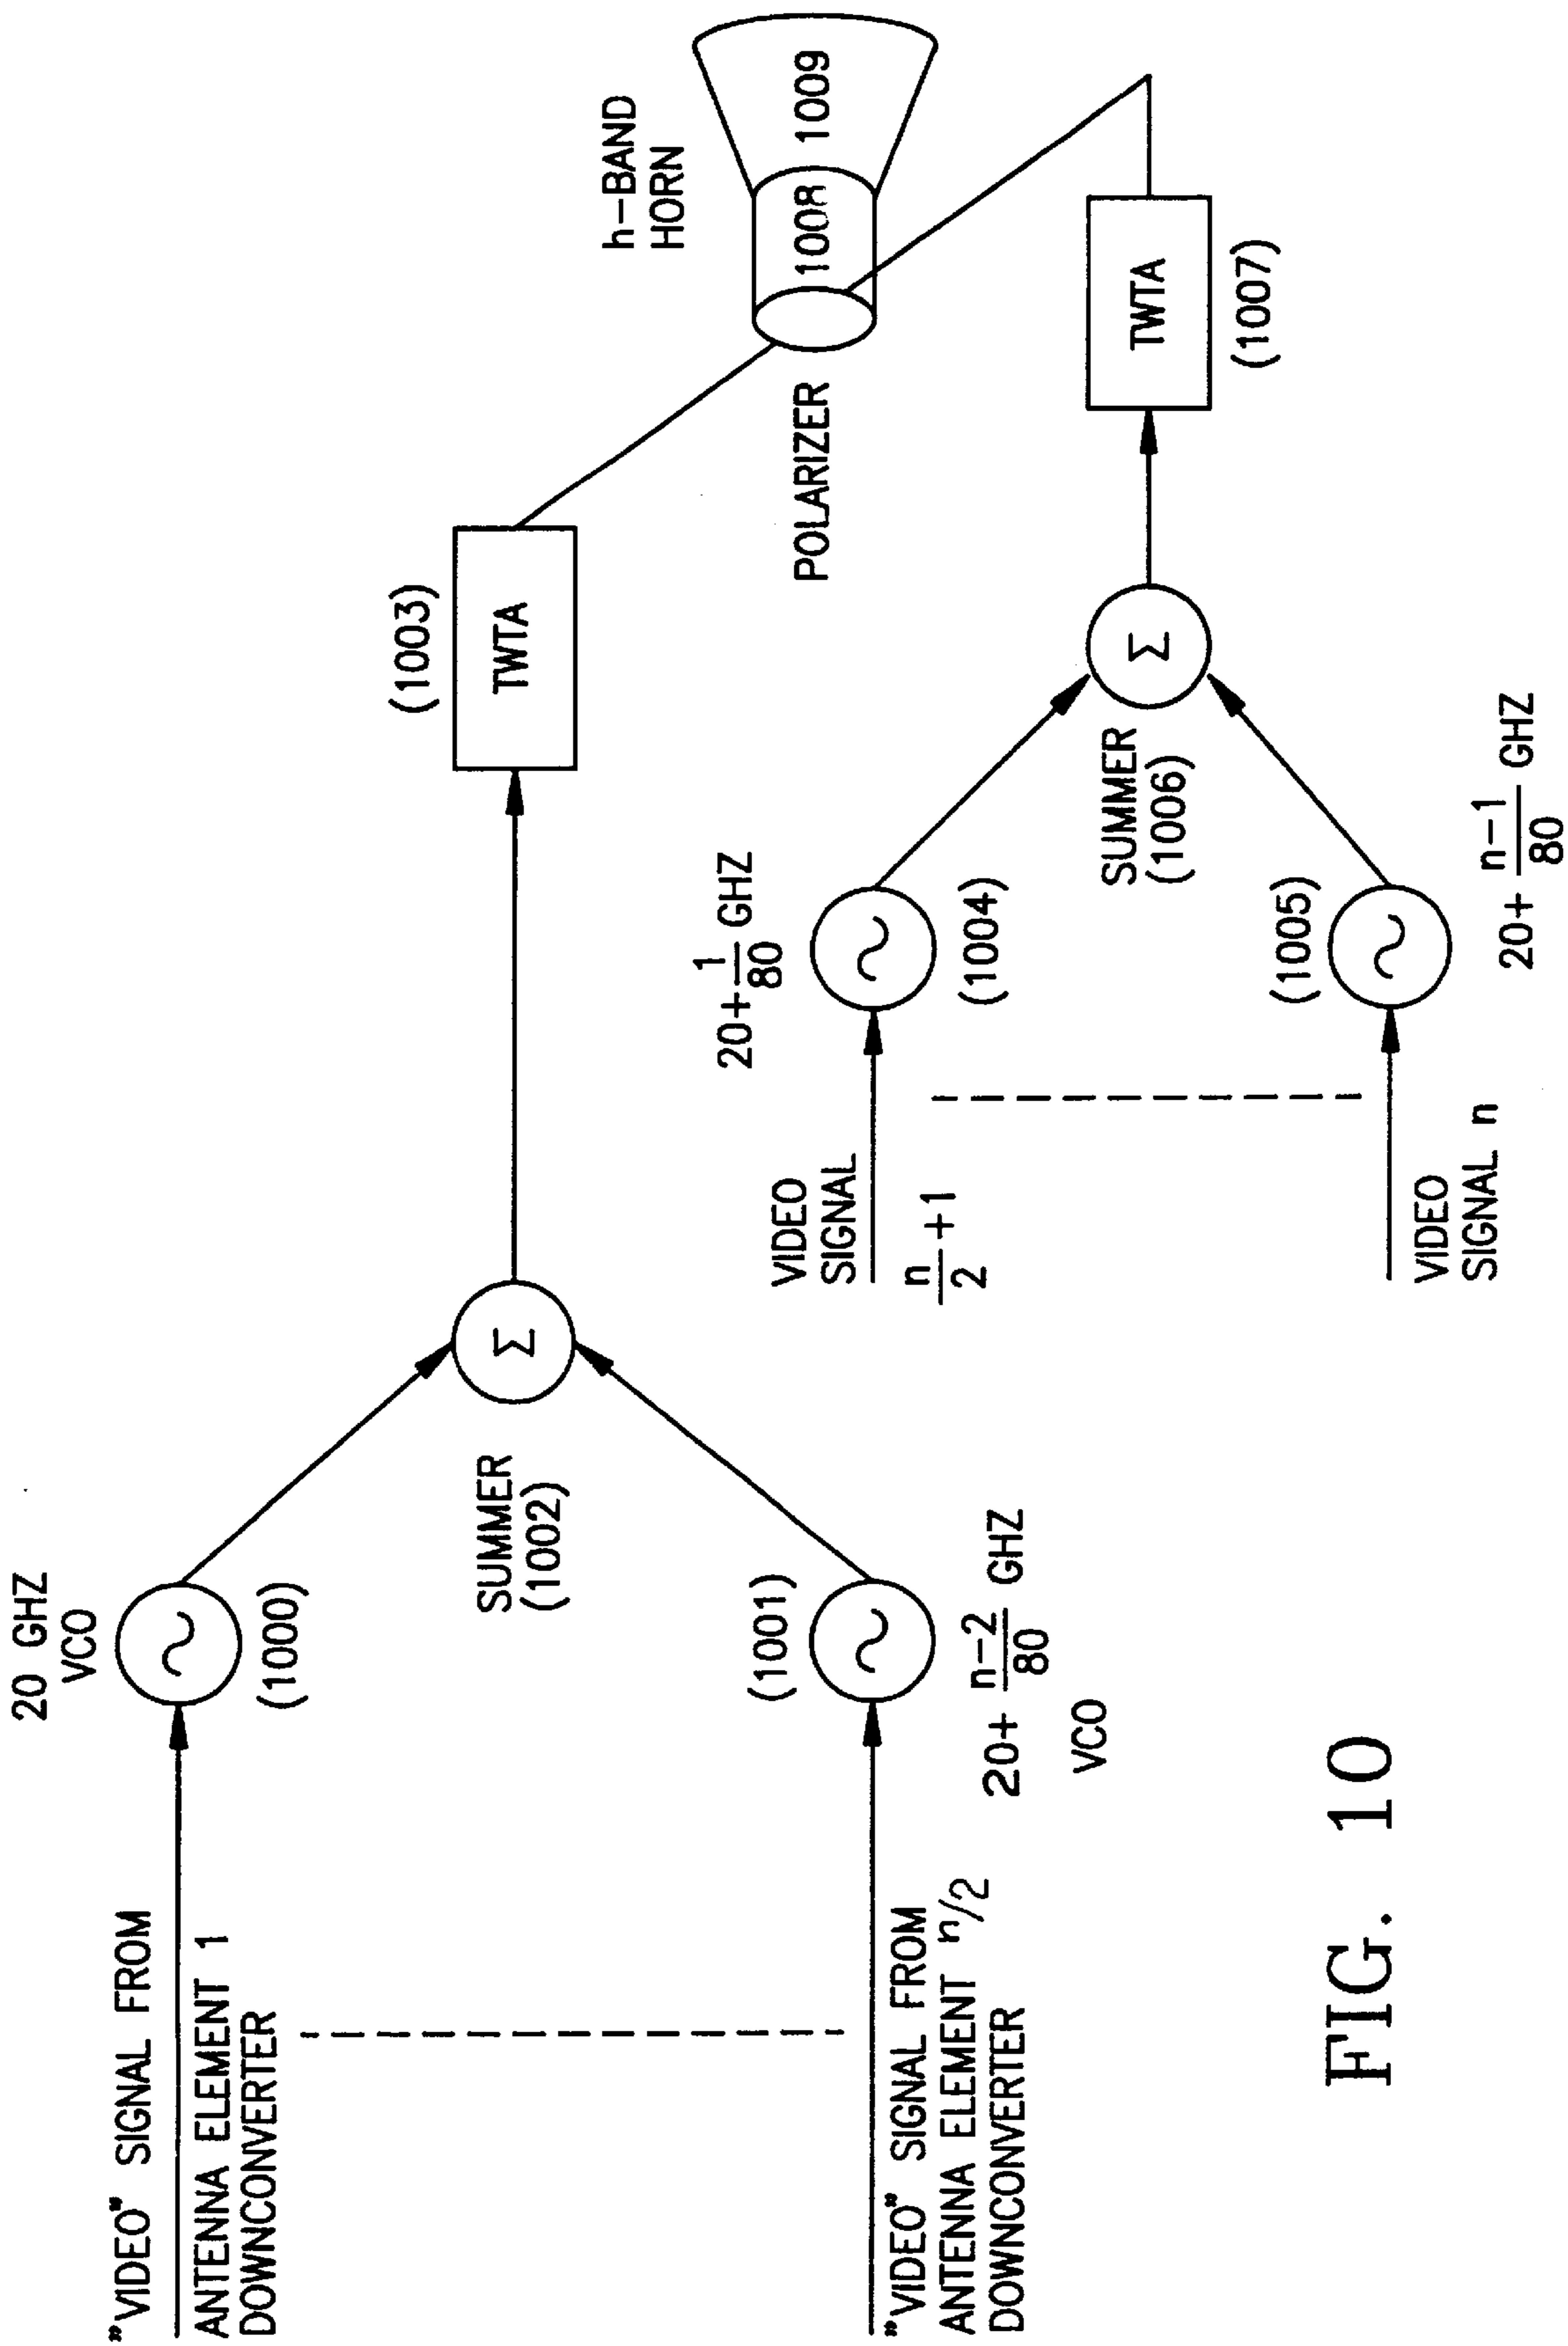 20 GHZ
VCO
"VIDEO" SIGNAL FROM
ANTENNA ELEMENT 1
DOWNCONVERTER
(1000)
SUMMER
(1002)
Σ
(1003)
TWTA
h-BAND
HORN
"VIDEO" SIGNAL FROM
ANTENNA ELEMENT n/2
DOWNCONVERTER
(1001)
20+ n-2/80 GHZ
VCO
POLARIZER
1008
1009
VIDEO
SIGNAL
n/2 +1
20+ 1/80 GHZ
(1004)
SUMMER
(1006)
Σ
TWTA
(1007)
VIDEO
SIGNAL n
(1005)
20+ n-1/80 GHZ
FIG. 10